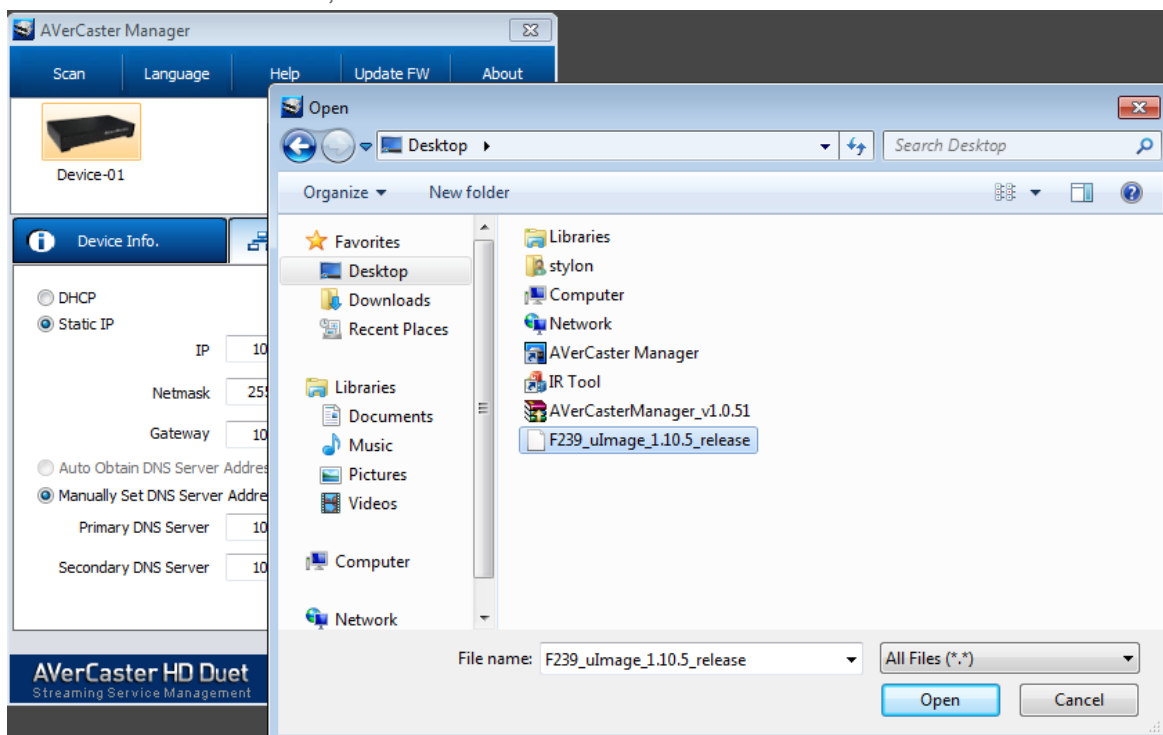 AVerCaster Manager
Scan Language Help Update FW About
Device-01
Device Info.
DHCP
Static IP
IP 10
Netmask 255
Gateway 10
Auto Obtain DNS Server Addres
Manually Set DNS Server Addre
Primary DNS Server 10
Secondary DNS Server 10
AVerCaster HD Duet
Streaming Service Management
Open
Desktop
Search Desktop
Organize New folder
Favorites
Desktop
Downloads
Recent Places
Libraries
Documents
Music
Pictures
Videos
Computer
Network
Libraries
stylon
Computer
Network
AVerCaster Manager
IR Tool
AVerCasterManager_v1.0.51
F239_uImage_1.10.5_release
File name: F239_uImage_1.10.5_release All Files (*.*)
Open Cancel